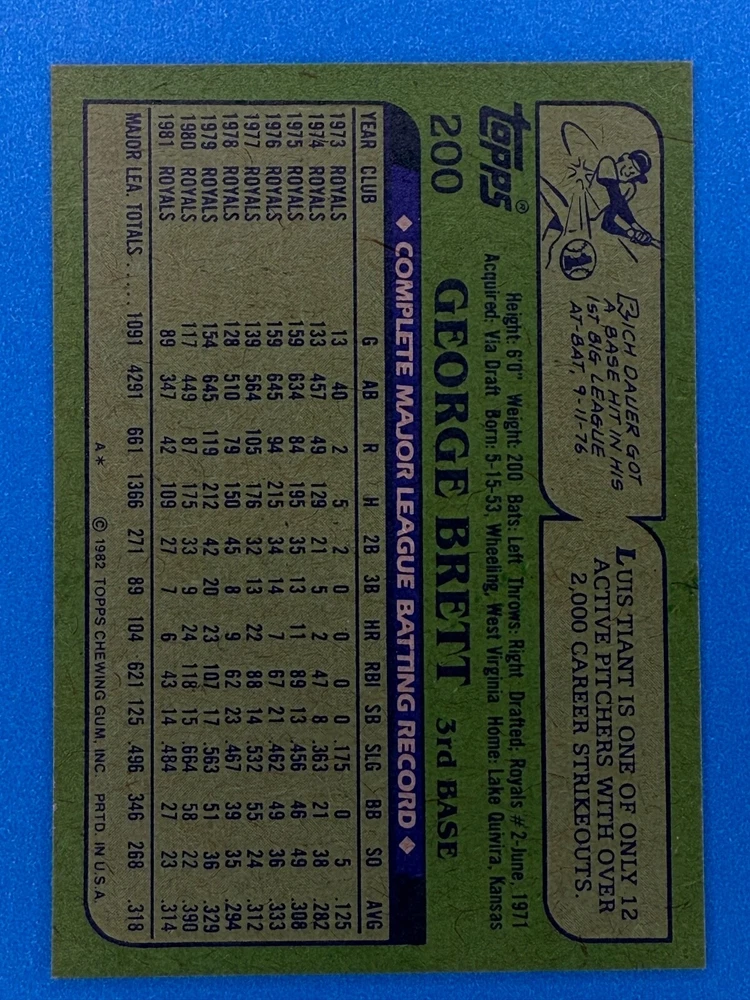 RICH DAUER GOT
A BASE HIT IN HIS
1ST BIG LEAGUE
AT-BAT, 9-11-76
1
LUIS TIANT IS ONE OF ONLY 12
ACTIVE PITCHERS WITH OVER
2,000 CAREER STRIKEOUTS.
topps®
200
Height: 6'0" Weight: 200 Bats: Left Throws: Right Drafted: Royals #2-June, 1971
Acquired: Via Draft Born: 5-15-53, Wheeling, West Virginia Home: Lake Quivira, Kansas
GEORGE BRETT 3rd BASE
◆ COMPLETE MAJOR LEAGUE BATTING RECORD ◆
YEAR CLUB G AB R H 2B 3B HR RBI SB SLG BB SO AVG
1973 ROYALS 13 40 2 5 2 0 0 0 0 .175 0 5 .125
1974 ROYALS 133 457 49 129 21 5 2 47 8 .363 21 38 .282
1975 ROYALS 159 634 84 195 35 13 11 89 13 .456 46 49 .308
1976 ROYALS 159 645 94 215 34 14 7 67 21 .462 49 36 .333
1977 ROYALS 139 564 105 176 32 13 22 88 14 .532 55 24 .312
1978 ROYALS 128 510 79 150 45 8 9 62 23 .467 39 35 .294
1979 ROYALS 154 645 119 212 42 20 23 107 17 .563 51 36 .329
1980 ROYALS 117 449 87 175 33 9 24 118 15 .664 58 22 .390
1981 ROYALS 89 347 42 109 27 7 6 43 14 .484 27 23 .314
MAJOR LEA. TOTALS ..... 1091 4291 661 1366 271 89 104 621 125 .496 346 268 .318
A* © 1982 TOPPS CHEWING GUM, INC. PRTD. IN U.S.A.